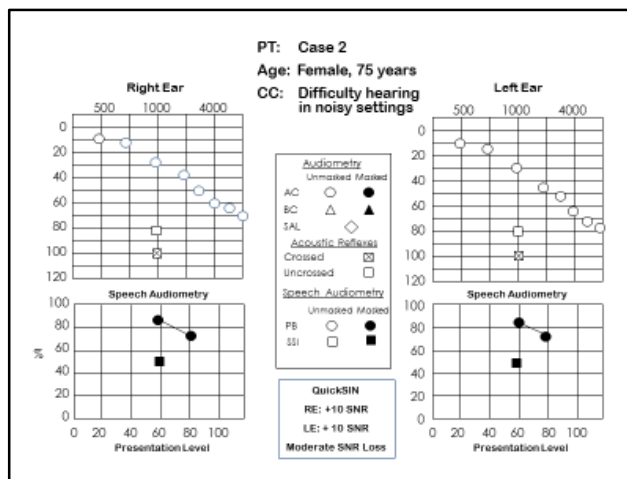 PT: Case 2
Age: Female, 75 years
CC: Difficulty hearing
in noisy settings
Right Ear
500 1000 4000
0
20
40
60
80
100
120
Speech Audiometry
100
80
60
40
20
0
%
0 20 40 60 80 100
Presentation Level
Audiometry
Unmasked Masked
AC
BC
SAL
Acoustic Reflexes
Crossed
Uncrossed
Speech Audiometry
Unmasked Masked
PB
SSI
QuickSIN
RE: +10 SNR
LE: + 10 SNR
Moderate SNR Loss
Left Ear
500 1000 4000
0
20
40
60
80
100
120
Speech Audiometry
100
80
60
40
20
0
0 20 40 60 80 100
Presentation Level